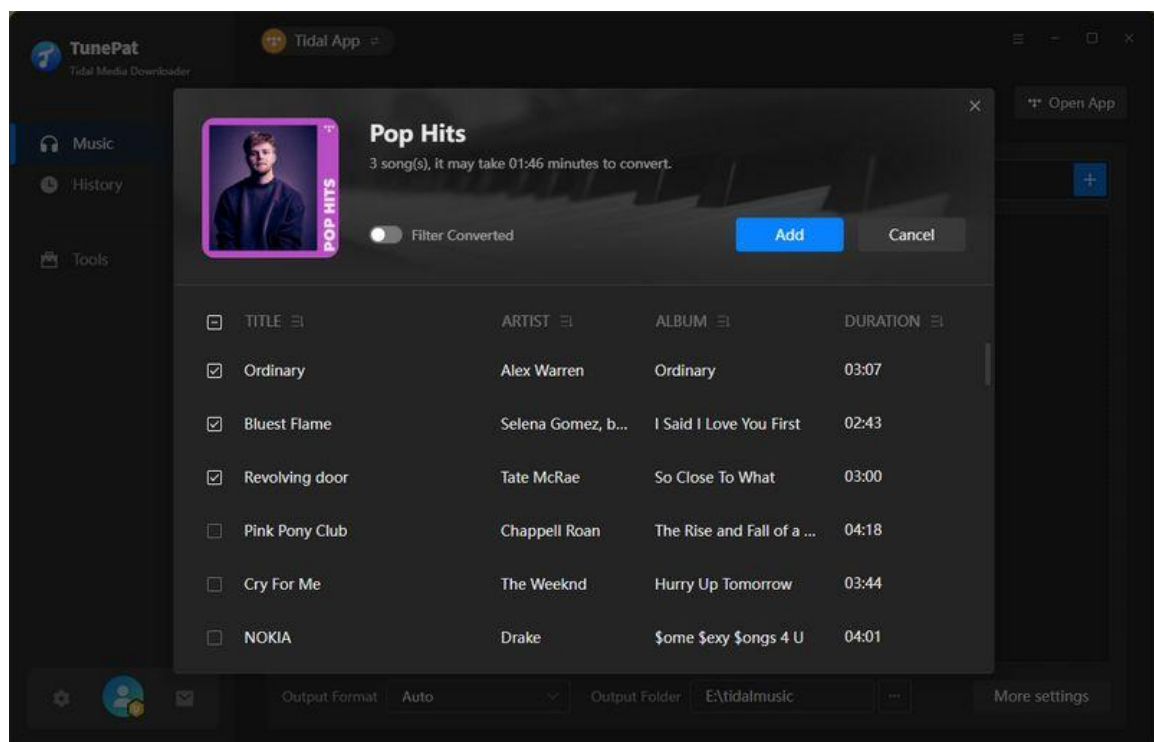 TunePat
Tidal Media Downloader
Tidal App
Open App
Music
History
Tools
POP HITS
Pop Hits
3 song(s), it may take 01:46 minutes to convert.
Filter Converted
Add
Cancel
TITLE ARTIST ALBUM DURATION
Ordinary Alex Warren Ordinary 03:07
Bluest Flame Selena Gomez, b... I Said I Love You First 02:43
Revolving door Tate McRae So Close To What 03:00
Pink Pony Club Chappell Roan The Rise and Fall of a ... 04:18
Cry For Me The Weeknd Hurry Up Tomorrow 03:44
NOKIA Drake $ome $exy $ongs 4 U 04:01
Output Format Auto Output Folder E:\tidalmusic ... More settings